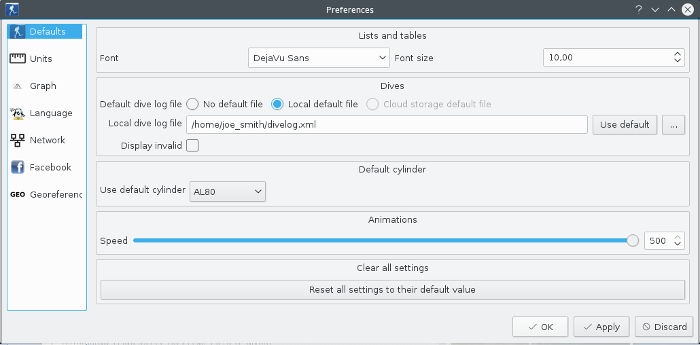 Preferences
Defaults
Units
Graph
Language
Network
Facebook
GEO Georeferenc
Lists and tables
Font DejaVu Sans Font size 10,00
Dives
Default dive log file No default file Local default file Cloud storage default file
Local dive log file /home/joe_smith/divelog.xml Use default ...
Display invalid
Default cylinder
Use default cylinder AL80
Animations
Speed 500
Clear all settings
Reset all settings to their default value
OK Apply Discard